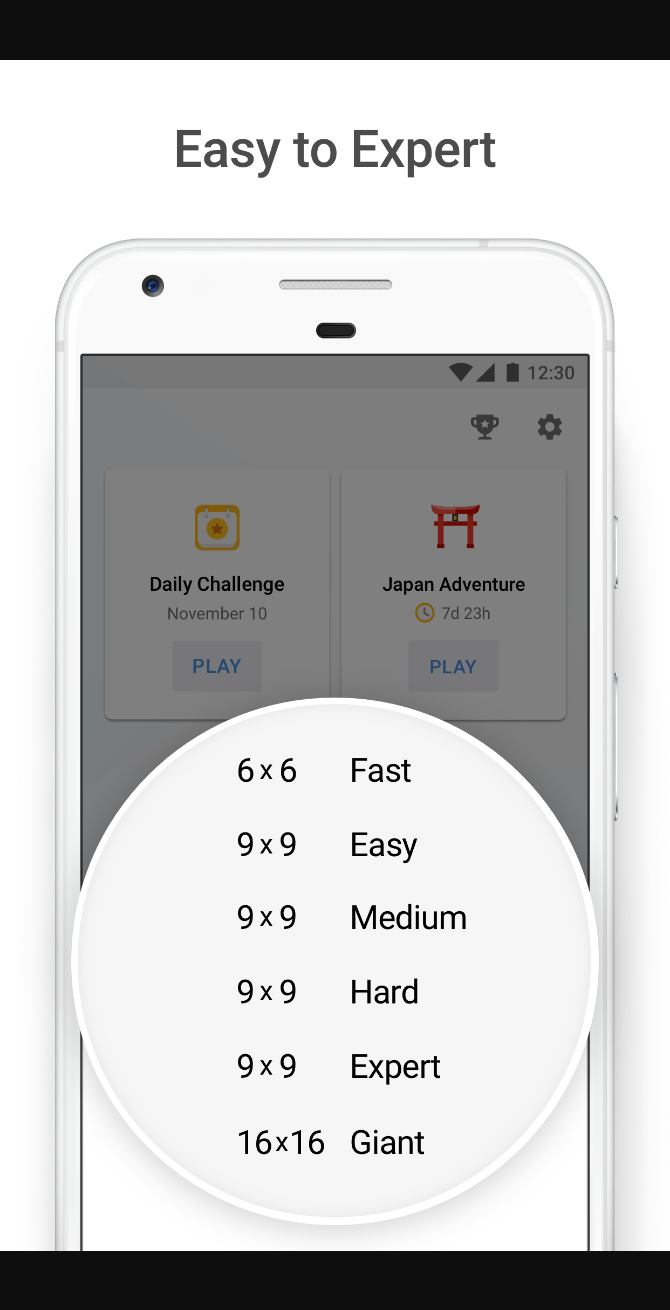 Easy to Expert
12:30
Daily Challenge
November 10
PLAY
Japan Adventure
7d 23h
PLAY
6 x 6 Fast
9 x 9 Easy
9 x 9 Medium
9 x 9 Hard
9 x 9 Expert
16x16 Giant